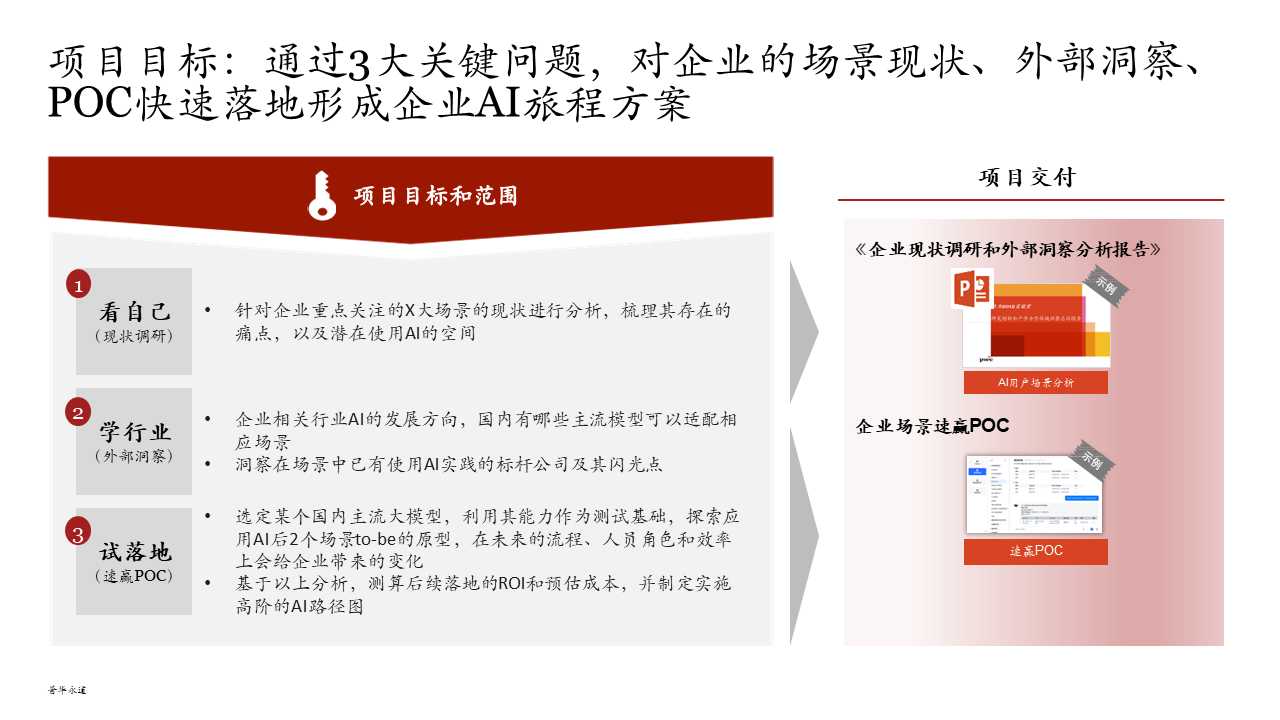 项目目标：通过3大关键问题，对企业的场景现状、外部洞察、
POC快速落地形成企业AI旅程方案
项目目标和范围
1
看自己
（现状调研）
• 针对企业重点关注的X大场景的现状进行分析，梳理其存在的
痛点，以及潜在使用AI的空间
2
学行业
（外部洞察）
• 企业相关行业AI的发展方向，国内有哪些主流模型可以适配相
应场景
• 洞察在场景中已有使用AI实践的标杆公司及其闪光点
3
试落地
（速赢POC）
• 选定某个国内主流大模型，利用其能力作为测试基础，探索应
用AI后2个场景to-be的原型，在未来的流程、人员角色和效率
上会给企业带来的变化
• 基于以上分析，测算后续落地的ROI和预估成本，并制定实施
高阶的AI路径图
项目交付
《企业现状调研和外部洞察分析报告》
示例
P
pwc
AI用户场景分析
企业场景速赢POC
示例
速赢POC
普华永道